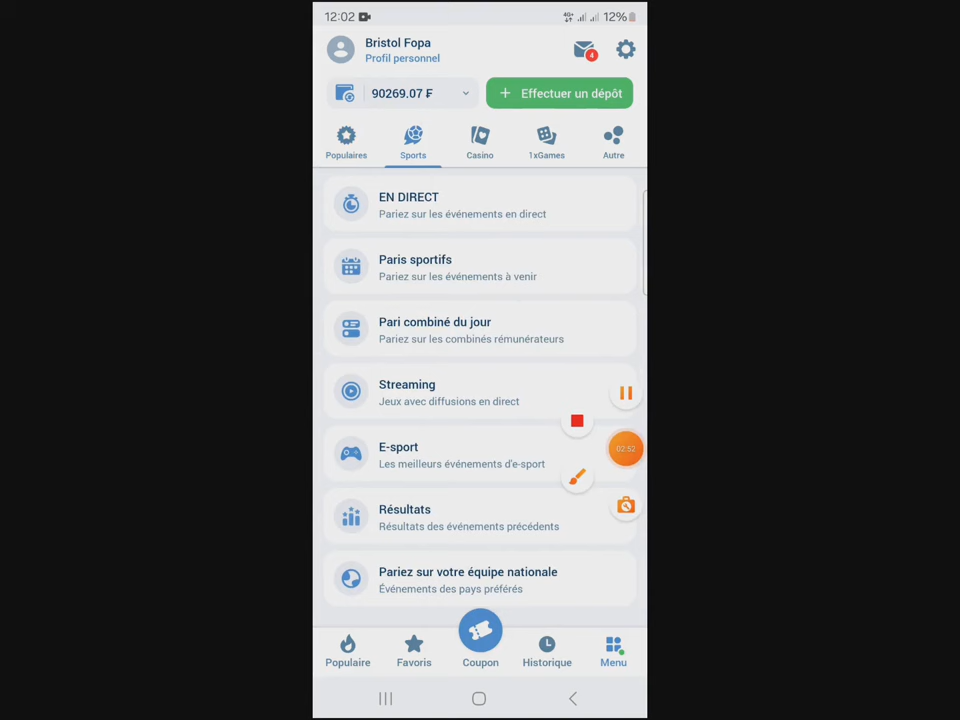 12:02
4G+ 12%
Bristol Fopa
Profil personnel
4
90269.07 ₣
+ Effectuer un dépôt
Populaires
Sports
Casino
1xGames
Autre
EN DIRECT
Pariez sur les événements en direct
Paris sportifs
Pariez sur les événements à venir
Pari combiné du jour
Pariez sur les combinés rémunérateurs
Streaming
Jeux avec diffusions en direct
E-sport
Les meilleurs événements d'e-sport
02:52
Résultats
Résultats des événements précédents
Pariez sur votre équipe nationale
Événements des pays préférés
Populaire
Favoris
Coupon
Historique
Menu